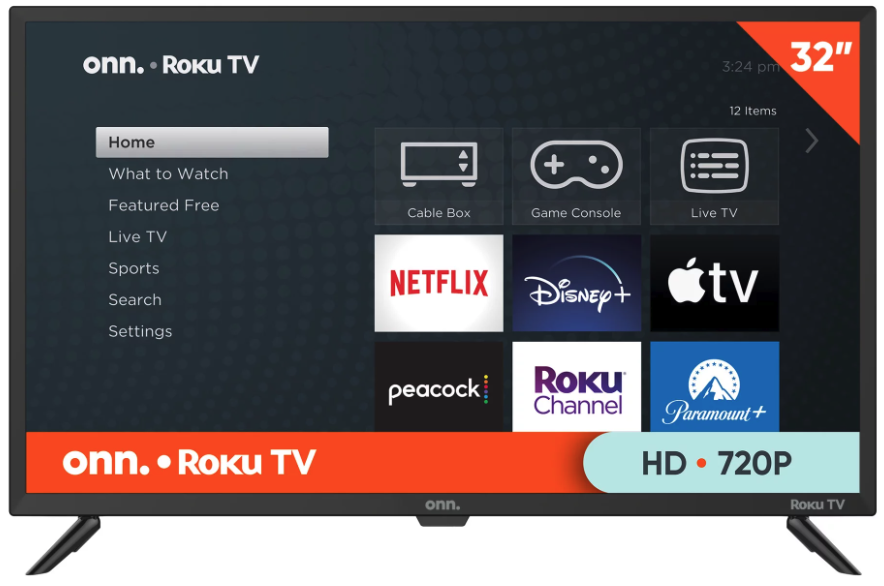 onn. • Roku TV
3:24 pm
32"
12 Items
Home
What to Watch
Featured Free
Live TV
Sports
Search
Settings
Cable Box
Game Console
Live TV
NETFLIX
Disney+
tv
peacock
Roku
Channel
Paramount+
onn. • Roku TV
HD • 720P
onn.
Roku TV